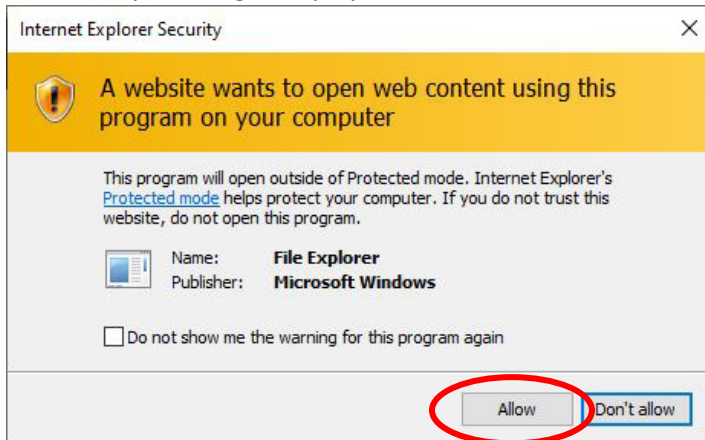 Internet Explorer Security
A website wants to open web content using this
program on your computer
This program will open outside of Protected mode. Internet Explorer's
Protected mode helps protect your computer. If you do not trust this
website, do not open this program.
Name: File Explorer
Publisher: Microsoft Windows
Do not show me the warning for this program again
Allow Don't allow